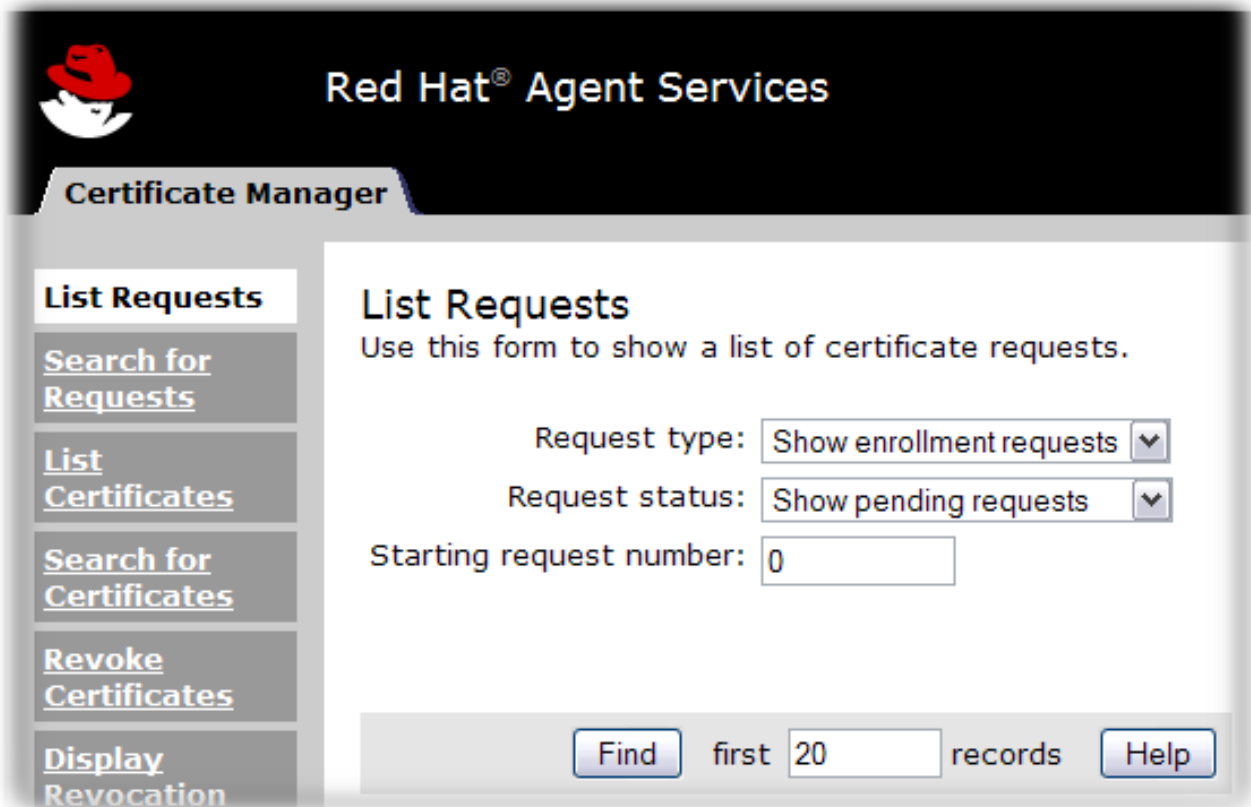 Red Hat® Agent Services
Certificate Manager
List Requests
Search for
Requests
List
Certificates
Search for
Certificates
Revoke
Certificates
Display
Revocation
List Requests
Use this form to show a list of certificate requests.
Request type: Show enrollment requests
Request status: Show pending requests
Starting request number: 0
Find first 20 records Help